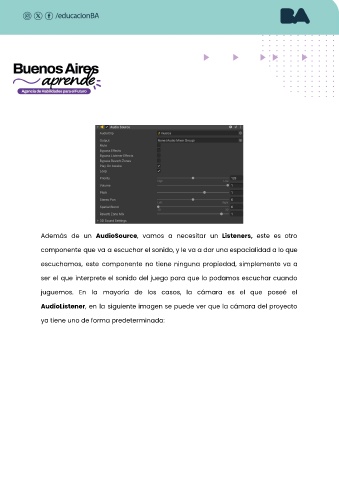 /educacionBA
BA
Buenos Aires
aprende
Agencia de Habilidades para el Futuro
Audio Source
AudioClip
Output
Mute
Bypass Effects
Bypass Listener Effects
Bypass Reverb Zones
Play On Awake
Loop
Priority
Volume
Pitch
Stereo Pan
Spatial Blend
Reverb Zone Mix
3D Sound Settings
Además de un AudioSource, vamos a necesitar un Listeners, este es otro
componente que va a escuchar el sonido, y le va a dar una espacialidad a lo que
escuchamos, este componente no tiene ninguna propiedad, simplemente va a
ser el que interprete el sonido del juego para que lo podamos escuchar cuando
juguemos. En la mayoría de los casos, la cámara es el que poseé el
AudioListener, en la siguiente imagen se puede ver que la cámara del proyecto
ya tiene uno de forma predeterminada: